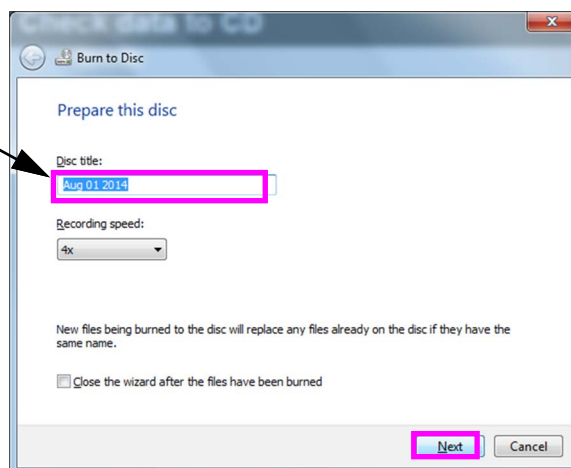 Check data to CD
Burn to Disc
Prepare this disc
Disc title:
Aug 01 2014
Recording speed:
4x
New files being burned to the disc will replace any files already on the disc if they have the
same name.
Close the wizard after the files have been burned
Next Cancel